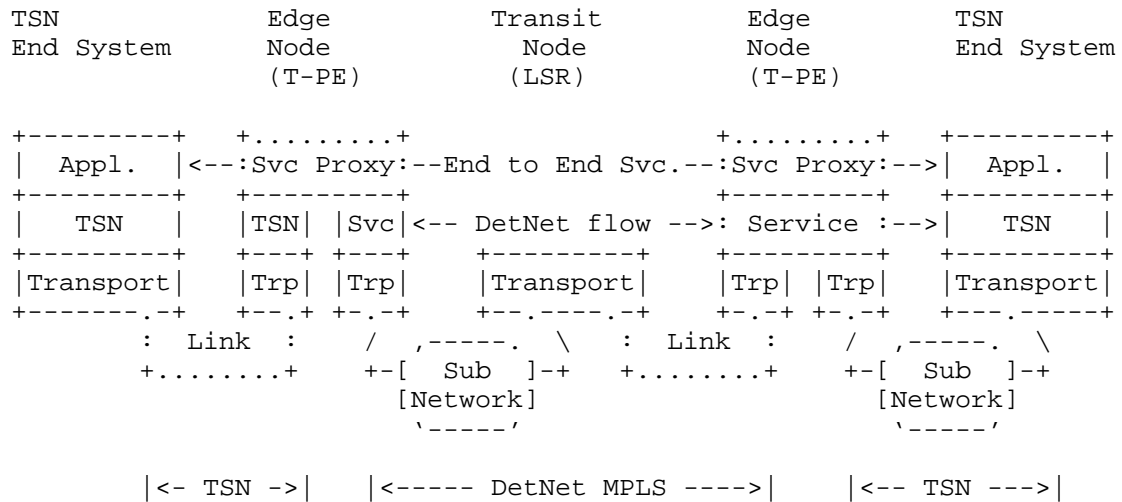 TSN                Edge             Transit          Edge           TSN
End System         Node               Node           Node           End System
                   (T-PE)            (LSR)           (T-PE)

+---------+    +.........+                       +.........+    +---------+
|  Appl.  |<--:Svc Proxy:--End to End Svc.--:Svc Proxy:-->|  Appl.  |
+---------+    +---------+                       +---------+    +---------+
|   TSN   |    |TSN| |Svc|<-- DetNet flow -->: Service :-->|   TSN   |
+---------+    +---+ +---+     +---------+     +---------+    +---------+
|Transport|    |Trp| |Trp|     |Transport|     |Trp| |Trp|    |Transport|
+-------.-+    +--.+ +-.-+     +--.----.-+     +-.-+ +-.-+    +---.-----+
        :  Link  :     /  ,-----.  \    :  Link  :     /  ,-----.  \
        +........+     +-[  Sub  ]-+    +........+     +-[  Sub  ]-+
                         [Network]                       [Network]
                          `-----'                         `-----'

        |<- TSN ->|   |<----- DetNet MPLS ---->|    |<-- TSN --->|